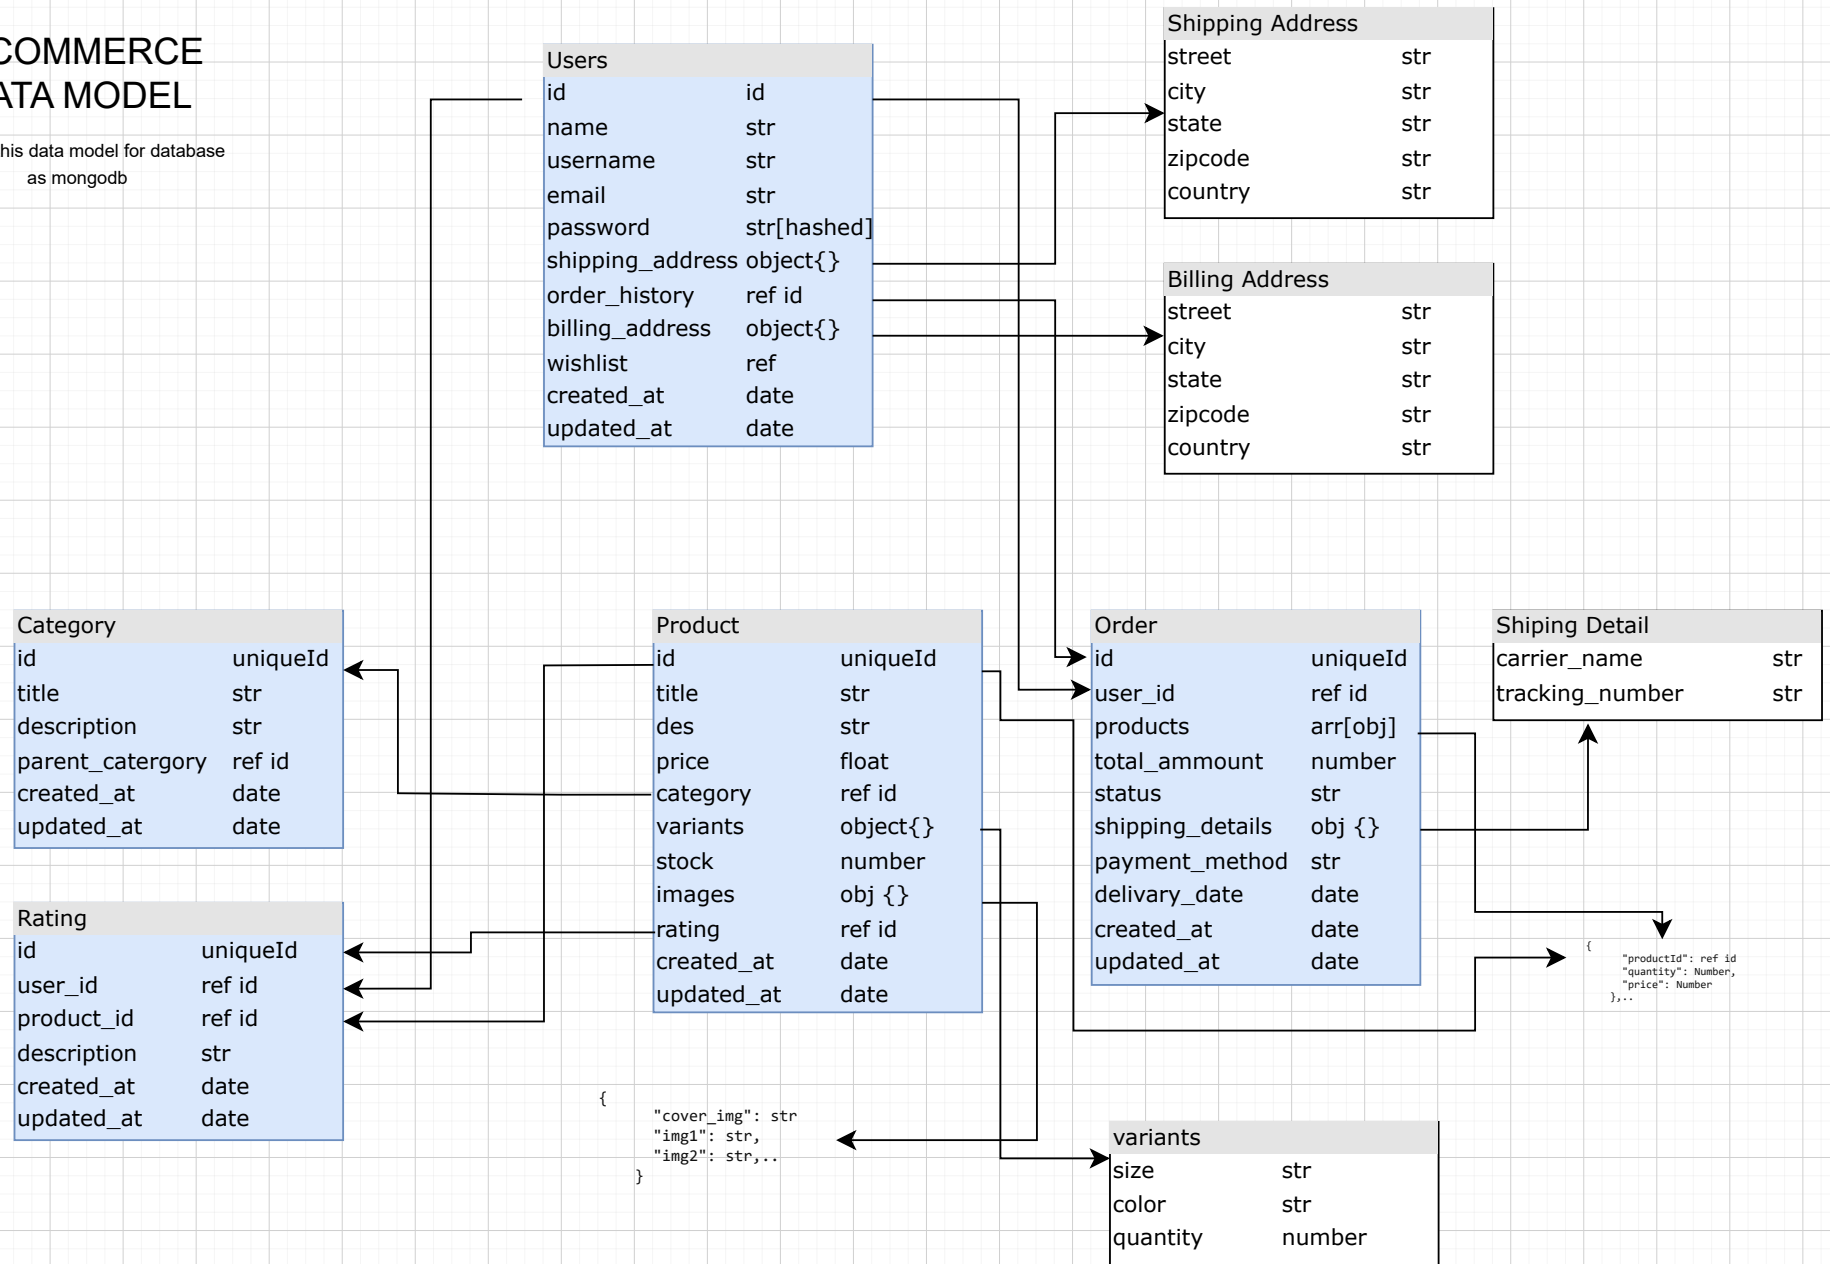 COMMERCE
ATA MODEL
his data model for database
as mongodb
Users
id id
name str
username str
email str
password str[hashed]
shipping_address object{}
order_history ref id
billing_address object{}
wishlist ref
created_at date
updated_at date
Shipping Address
street str
city str
state str
zipcode str
country str
Billing Address
street str
city str
state str
zipcode str
country str
Category
id uniqueId
title str
description str
parent_catergory ref id
created_at date
updated_at date
Rating
id uniqueId
user_id ref id
product_id ref id
description str
created_at date
updated_at date
Product
id uniqueId
title str
des str
price float
category ref id
variants object{}
stock number
images obj {}
rating ref id
created_at date
updated_at date
Order
id uniqueId
user_id ref id
products arr[obj]
total_ammount number
status str
shipping_details obj {}
payment_method str
delivary_date date
created_at date
updated_at date
Shiping Detail
carrier_name str
tracking_number str
{
"productId": ref id
"quantity": Number,
"price": Number
},..
{
"cover_img": str
"img1": str,
"img2": str,..
}
variants
size str
color str
quantity number